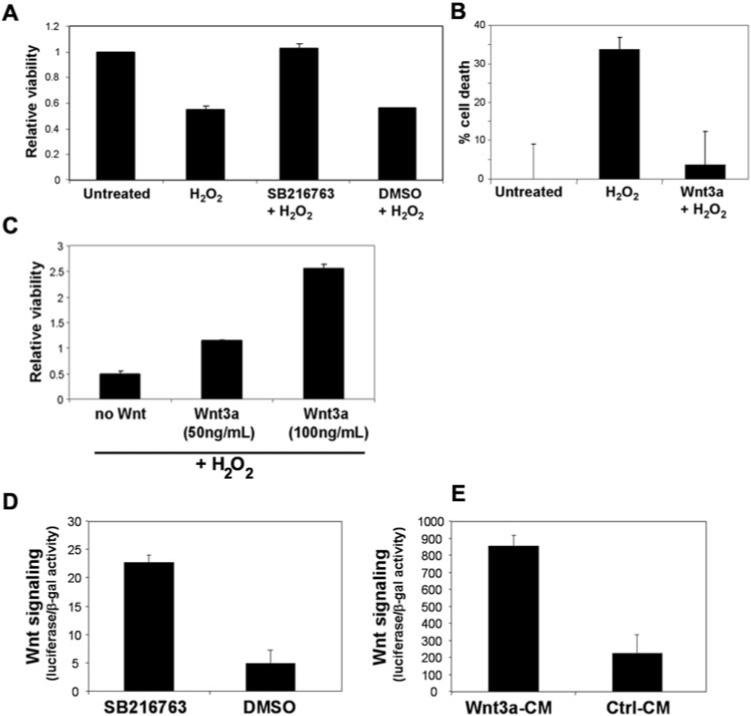 A
Relative viability
1.2
1
0.8
0.6
0.4
0.2
0
Untreated
H2O2
SB216763
+ H2O2
DMSO
+ H2O2
B
% cell death
40
30
20
10
0
Untreated
H2O2
Wnt3a
+ H2O2
C
Relative viability
3
2.5
2
1.5
1
0.5
0
no Wnt
Wnt3a
(50ng/mL)
Wnt3a
(100ng/mL)
+ H2O2
D
Wnt signaling
(luciferase/β-gal activity)
30
25
20
15
10
5
0
SB216763
DMSO
E
Wnt signaling
(luciferase/β-gal activity)
1000
900
800
700
600
500
400
300
200
100
0
Wnt3a-CM
Ctrl-CM